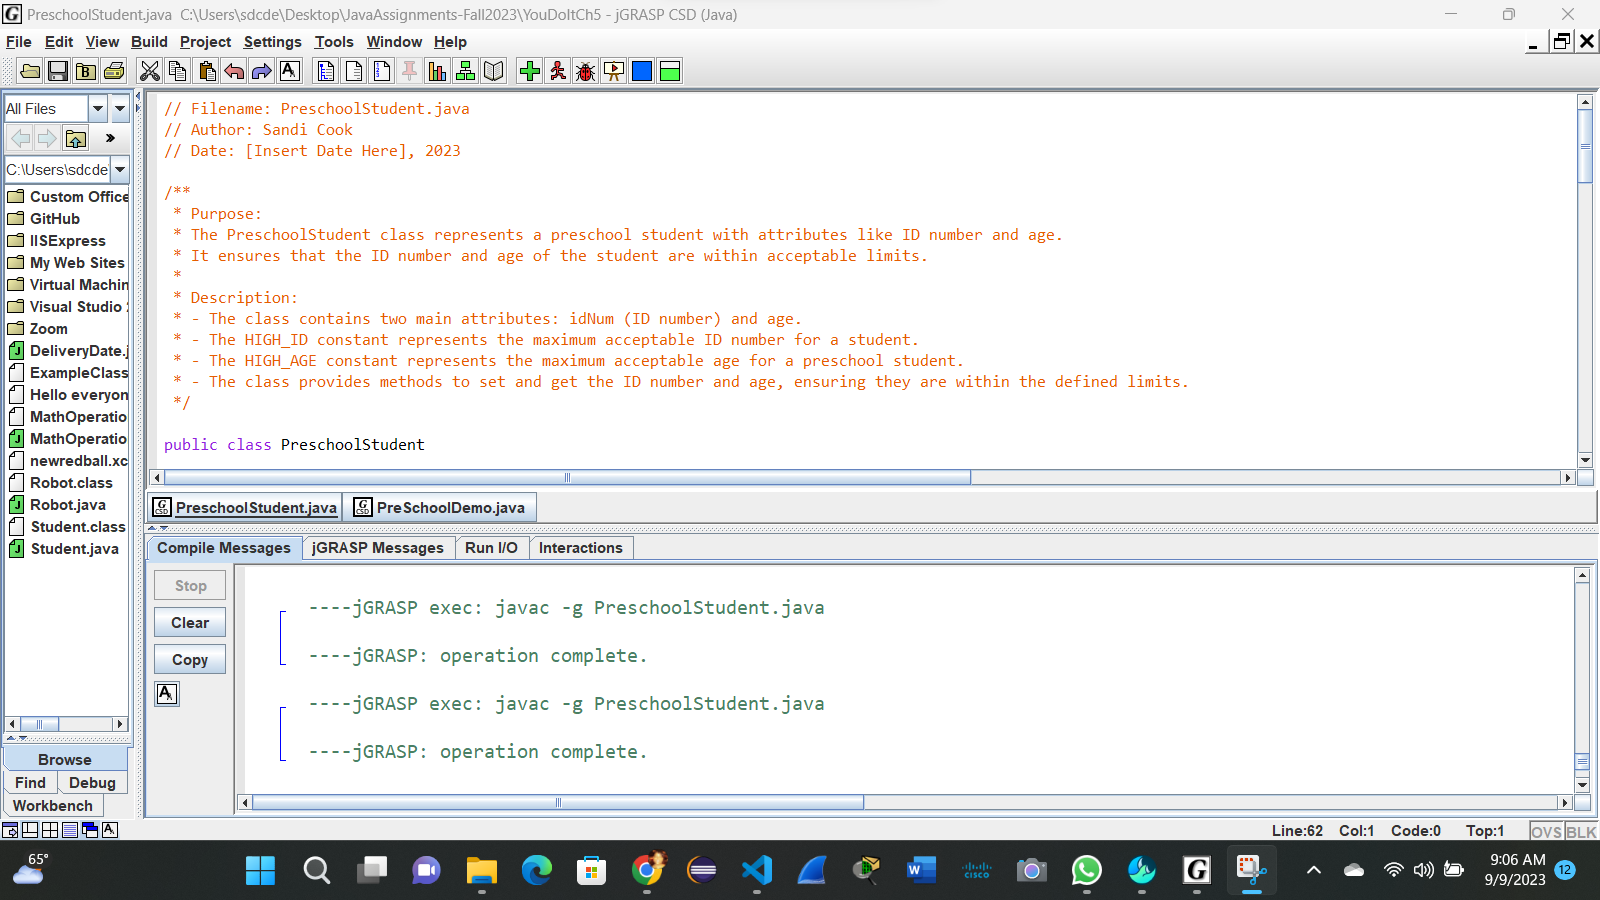 PreschoolStudent.java  C:\Users\sdcde\Desktop\JavaAssignments-Fall2023\YouDoItCh5 - jGRASP CSD (Java)
File Edit View Build Project Settings Tools Window Help
All Files
C:\Users\sdcde
Custom Office
GitHub
IISExpress
My Web Sites
Virtual Machin
Visual Studio
Zoom
DeliveryDate.j
ExampleClass
Hello everyon
MathOperatio
MathOperatio
newredball.xc
Robot.class
Robot.java
Student.class
Student.java
Browse
Find Debug
Workbench
// Filename: PreschoolStudent.java
// Author: Sandi Cook
// Date: [Insert Date Here], 2023
/**
* Purpose:
* The PreschoolStudent class represents a preschool student with attributes like ID number and age.
* It ensures that the ID number and age of the student are within acceptable limits.
*
* Description:
* - The class contains two main attributes: idNum (ID number) and age.
* - The HIGH_ID constant represents the maximum acceptable ID number for a student.
* - The HIGH_AGE constant represents the maximum acceptable age for a preschool student.
* - The class provides methods to set and get the ID number and age, ensuring they are within the defined limits.
*/
public class PreschoolStudent
PreschoolStudent.java PreSchoolDemo.java
Compile Messages jGRASP Messages Run I/O Interactions
Stop
Clear
Copy
----jGRASP exec: javac -g PreschoolStudent.java
----jGRASP: operation complete.
----jGRASP exec: javac -g PreschoolStudent.java
----jGRASP: operation complete.
Line:62 Col:1 Code:0 Top:1 OVS BLK
65°
cisco
9:06 AM
9/9/2023
12